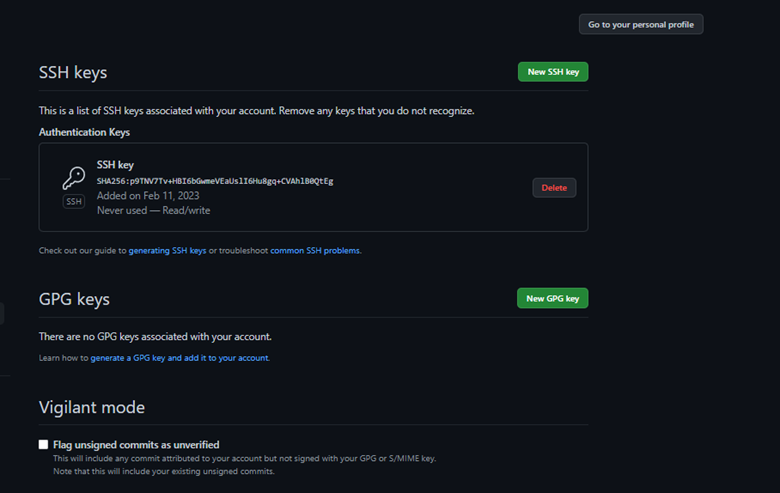 Go to your personal profile
SSH keys
New SSH key
This is a list of SSH keys associated with your account. Remove any keys that you do not recognize.
Authentication Keys
SSH key
SHA256:p9TNV7Tv+HBI6bGwmeVEaUslI6Hu8gq+CVAhlB0QtEg
Added on Feb 11, 2023
Never used — Read/write
SSH
Delete
Check out our guide to generating SSH keys or troubleshoot common SSH problems.
GPG keys
New GPG key
There are no GPG keys associated with your account.
Learn how to generate a GPG key and add it to your account.
Vigilant mode
Flag unsigned commits as unverified
This will include any commit attributed to your account but not signed with your GPG or S/MIME key.
Note that this will include your existing unsigned commits.